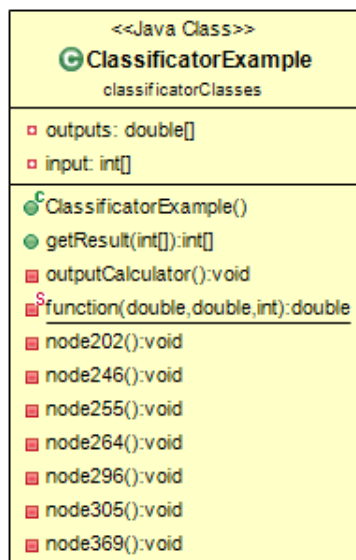 <<Java Class>>
ClassificatorExample
classificatorClasses
outputs: double[]
input: int[]
ClassificatorExample()
getResult(int[]):int[]
outputCalculator():void
function(double,double,int):double
node202():void
node246():void
node255():void
node264():void
node296():void
node305():void
node369():void